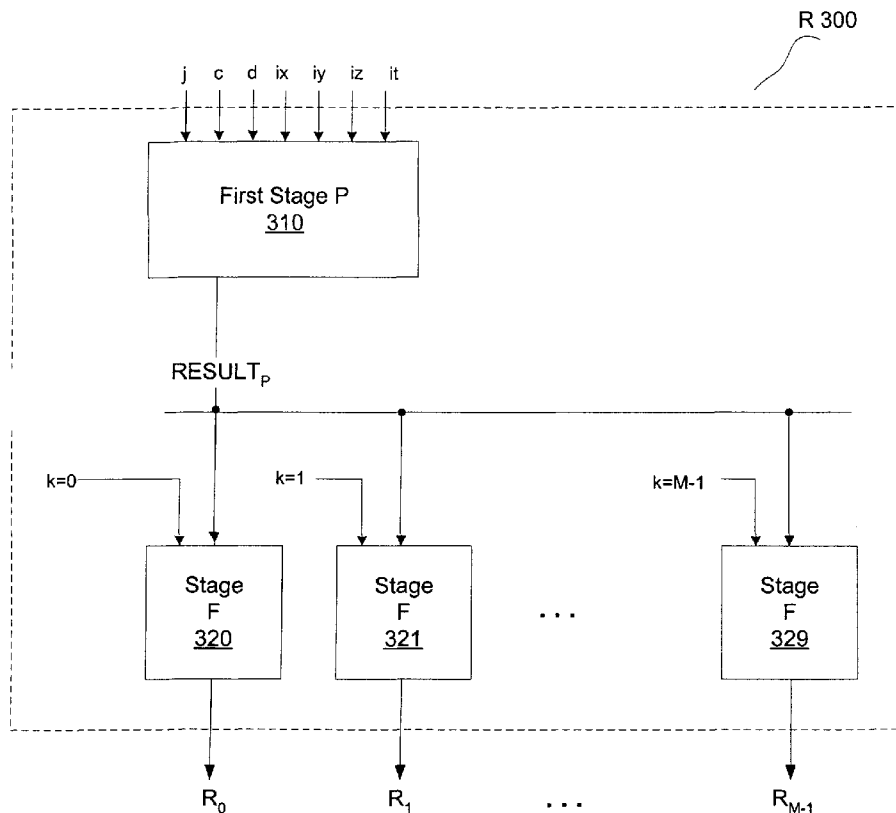 R 300
j c d ix iy iz it
First Stage P
310
RESULT_P
k=0 k=1 k=M-1
Stage F 320
Stage F 321
. . .
Stage F 329
R_0 R_1 . . . R_M-1